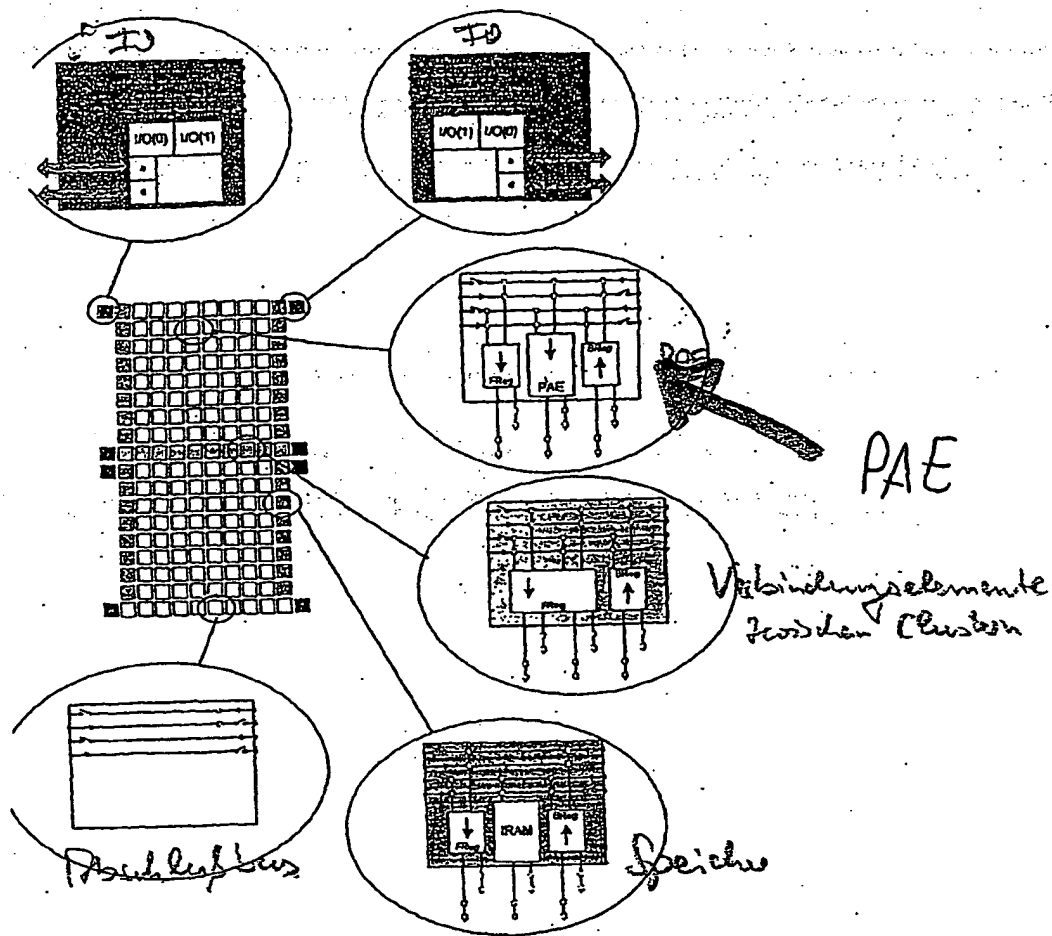 IO
IO
I/O(0) I/O(1)
I/O(1) I/O(0)
FReg
PAE
BReg
PAE
FReg
BReg
Verbindungselemente
zwischen Clustern
FReg
IRAM
BReg
Abschlußbus
Speicher